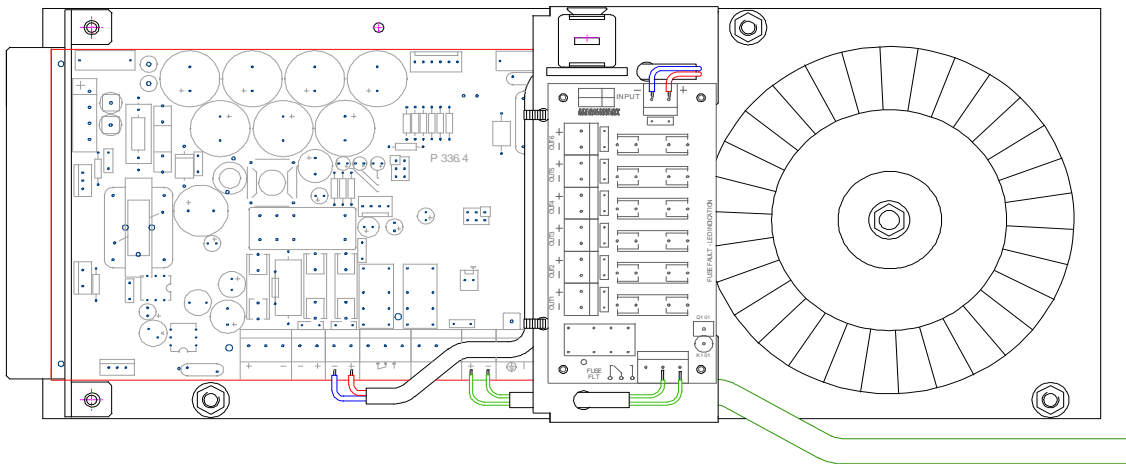 P 336.4
INPUT
OUT6
OUT5
OUT4
OUT3
OUT2
OUT1
FUSE FAULT - LED INDICATION
Q101
K101
FUSE
FLT